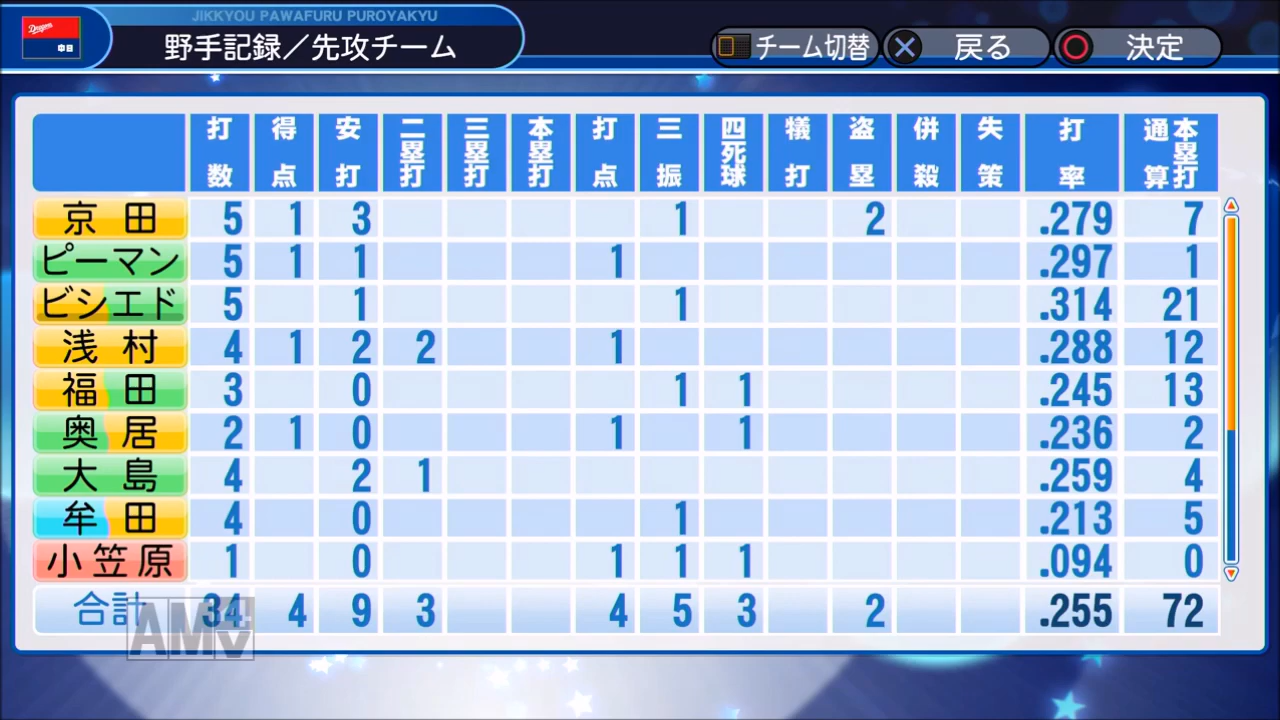 JIKKYOU PAWAFURU PUROYAKYU
Dragons 中日 野手記録／先攻チーム チーム切替 戻る 決定
打数 得点 安打 二塁打 三塁打 本塁打 打点 三振 四死球 犠打 盗塁 併殺 失策 打率 通算本塁打
京田 5 1 3 1 2 .279 7
ピーマン 5 1 1 1 .297 1
ビシエド 5 1 1 .314 21
浅村 4 1 2 2 1 .288 12
福田 3 0 1 1 .245 13
奥居 2 1 0 1 1 .236 2
大島 4 2 1 .259 4
牟田 4 0 1 .213 5
小笠原 1 0 1 1 1 .094 0
合計 34 4 9 3 4 5 3 2 .255 72